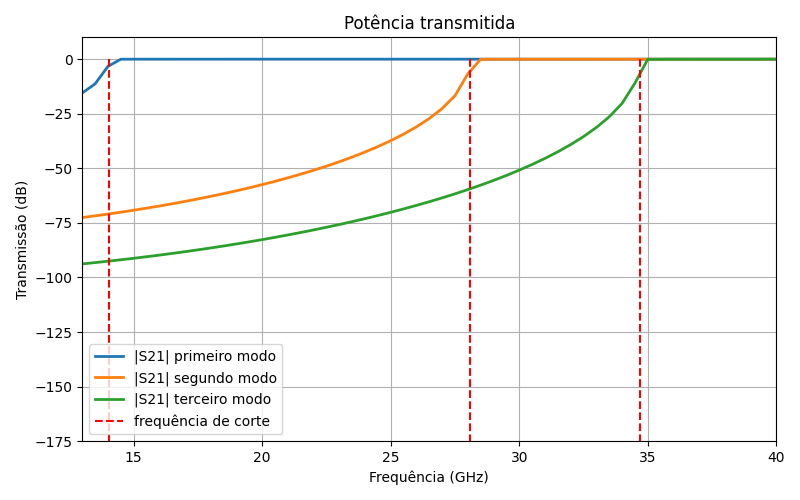 Potência transmitida
Transmissão (dB)
0
−25
−50
−75
−100
−125
−150
−175
|S21| primeiro modo
|S21| segundo modo
|S21| terceiro modo
frequência de corte
15
20
25
30
35
40
Frequência (GHz)